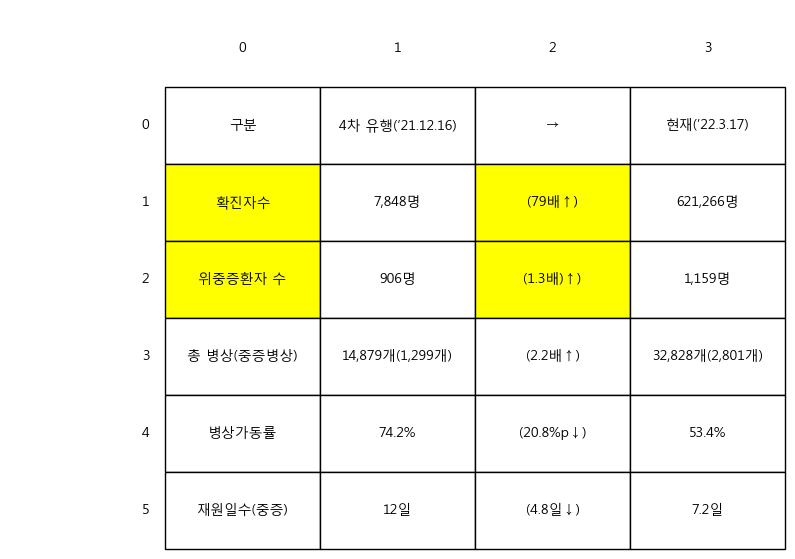 0 1 2 3
0 구분 4차 유행('21.12.16) → 현재('22.3.17)
1 확진자수 7,848명 (79배↑) 621,266명
2 위중증환자 수 906명 (1.3배)↑) 1,159명
3 총 병상(중증병상) 14,879개(1,299개) (2.2배↑) 32,828개(2,801개)
4 병상가동률 74.2% (20.8%p↓) 53.4%
5 재원일수(중증) 12일 (4.8일↓) 7.2일